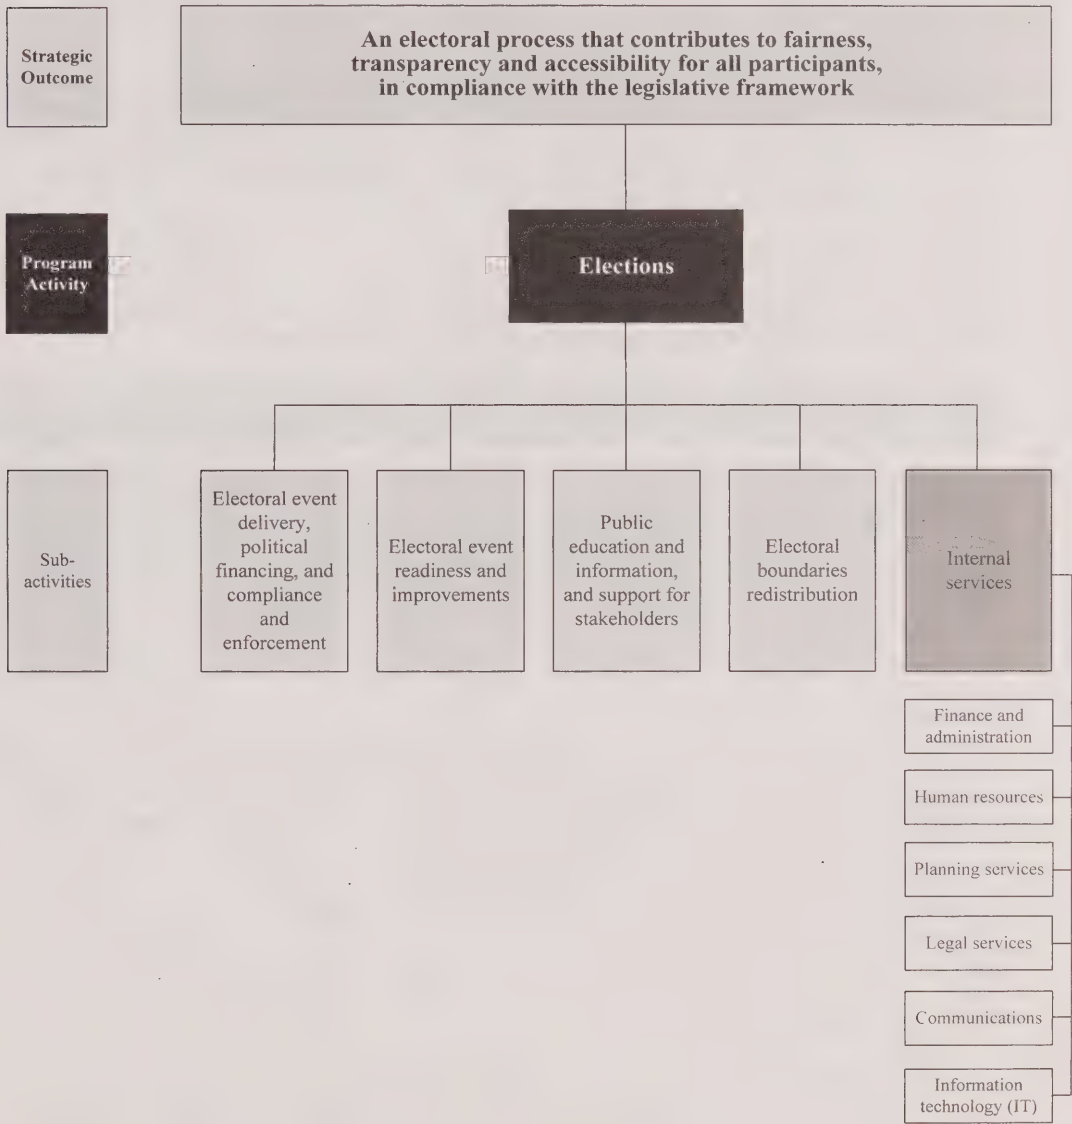 Strategic
Outcome
An electoral process that contributes to fairness,
transparency and accessibility for all participants,
in compliance with the legislative framework
Program
Activity
Elections
Sub-
activities
Electoral event
delivery,
political
financing, and
compliance
and
enforcement
Electoral event
readiness and
improvements
Public
education and
information,
and support for
stakeholders
Electoral
boundaries
redistribution
Internal
services
Finance and
administration
Human resources
Planning services
Legal services
Communications
Information
technology (IT)